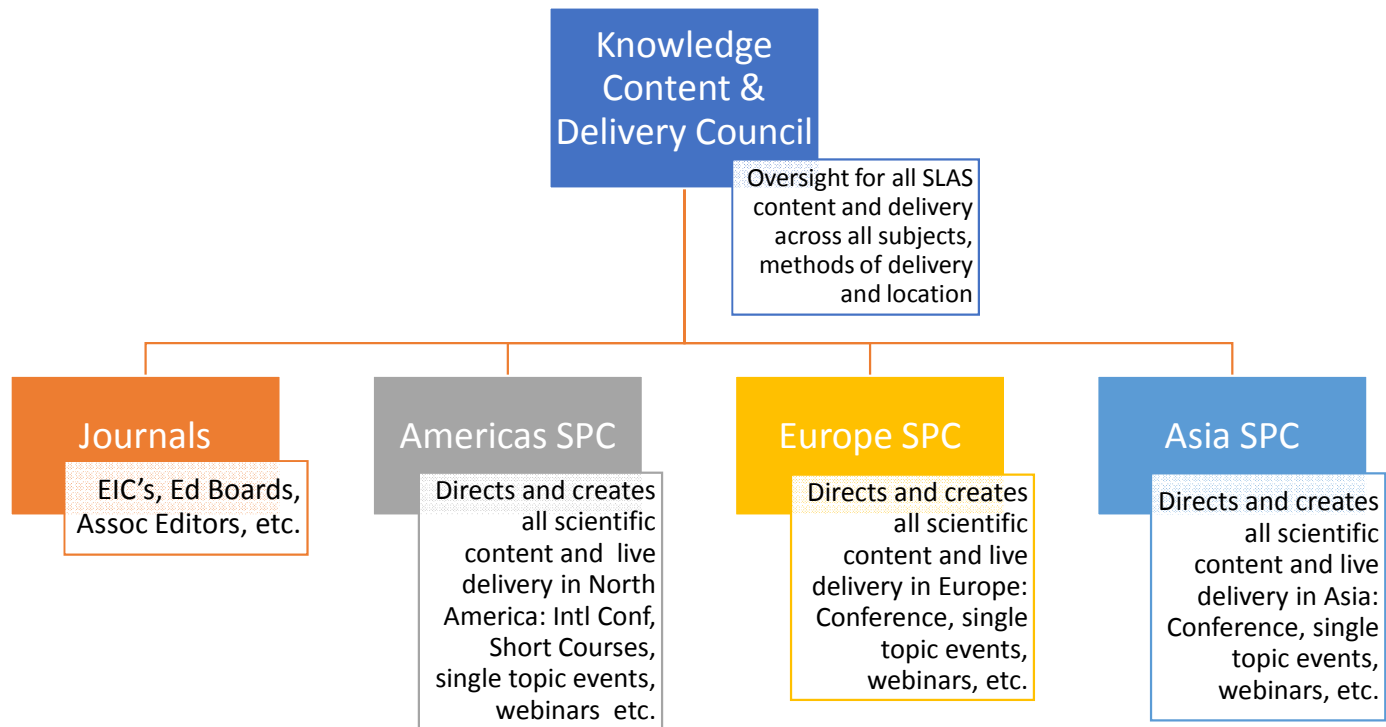 Knowledge
Content &
Delivery Council
Oversight for all SLAS
content and delivery
across all subjects,
methods of delivery
and location
Journals
EIC's, Ed Boards,
Assoc Editors, etc.
Americas SPC
Directs and creates
all scientific
content and live
delivery in North
America: Intl Conf,
Short Courses,
single topic events,
webinars etc.
Europe SPC
Directs and creates
all scientific
content and live
delivery in Europe:
Conference, single
topic events,
webinars, etc.
Asia SPC
Directs and creates
all scientific
content and live
delivery in Asia:
Conference, single
topic events,
webinars, etc.